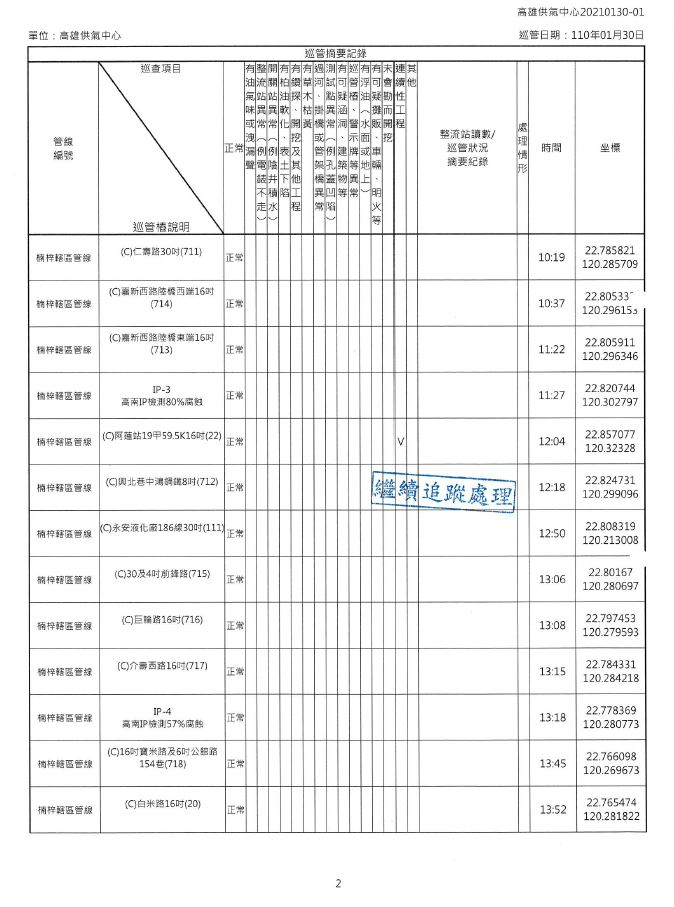 高雄供氣中心20210130-01
單位：高雄供氣中心
巡管日期：110年01月30日
巡管摘要記錄
管線
編號
巡查項目
巡管樁說明
正常
有油氣味或洩漏聲
整流站異常（例電錶不走）
開關站異常（例陰井積水）
有柏油軟化、表土下陷
有鑽探、開挖及其他工程
有草木枯黃
過河、掛橋或管架橋異常
測試點異常（例孔蓋凹陷）
有可疑涵洞、建築物等
巡管樁、警示牌等異常
有浮油（水面或地上）
有可疑攤販、車輛、明火等
未會勘而開挖
連續性工程
其他
整流站讀數/
巡管狀況
摘要紀錄
處理情形
時間
坐標
楠梓轄區管線
(C)仁壽路30吋(711)
正常
10:19
22.785821
120.285709
楠梓轄區管線
(C)嘉新西路陸橋西端16吋
(714)
正常
10:37
22.80533
120.296153
楠梓轄區管線
(C)嘉新西路陸橋東端16吋
(713)
正常
11:22
22.805911
120.296346
楠梓轄區管線
IP-3
高南IP檢測80%腐蝕
正常
11:27
22.820744
120.302797
楠梓轄區管線
(C)阿蓮站19甲59.5K16吋(22)
正常
V
12:04
22.857077
120.32328
楠梓轄區管線
(C)興北巷中鴻鋼鐵8吋(712)
正常
繼續追蹤處理
12:18
22.824731
120.299096
楠梓轄區管線
(C)永安液化廠186線30吋(111)
正常
12:50
22.808319
120.213008
楠梓轄區管線
(C)30及4吋前鋒路(715)
正常
13:06
22.80167
120.280697
楠梓轄區管線
(C)巨輪路16吋(716)
正常
13:08
22.797453
120.279593
楠梓轄區管線
(C)介壽西路16吋(717)
正常
13:15
22.784331
120.284218
楠梓轄區管線
IP-4
高南IP檢測57%腐蝕
正常
13:18
22.778369
120.280773
楠梓轄區管線
(C)16吋寶米路及6吋公館路
154巷(718)
正常
13:45
22.766098
120.269673
楠梓轄區管線
(C)白米路16吋(20)
正常
13:52
22.765474
120.281822
2